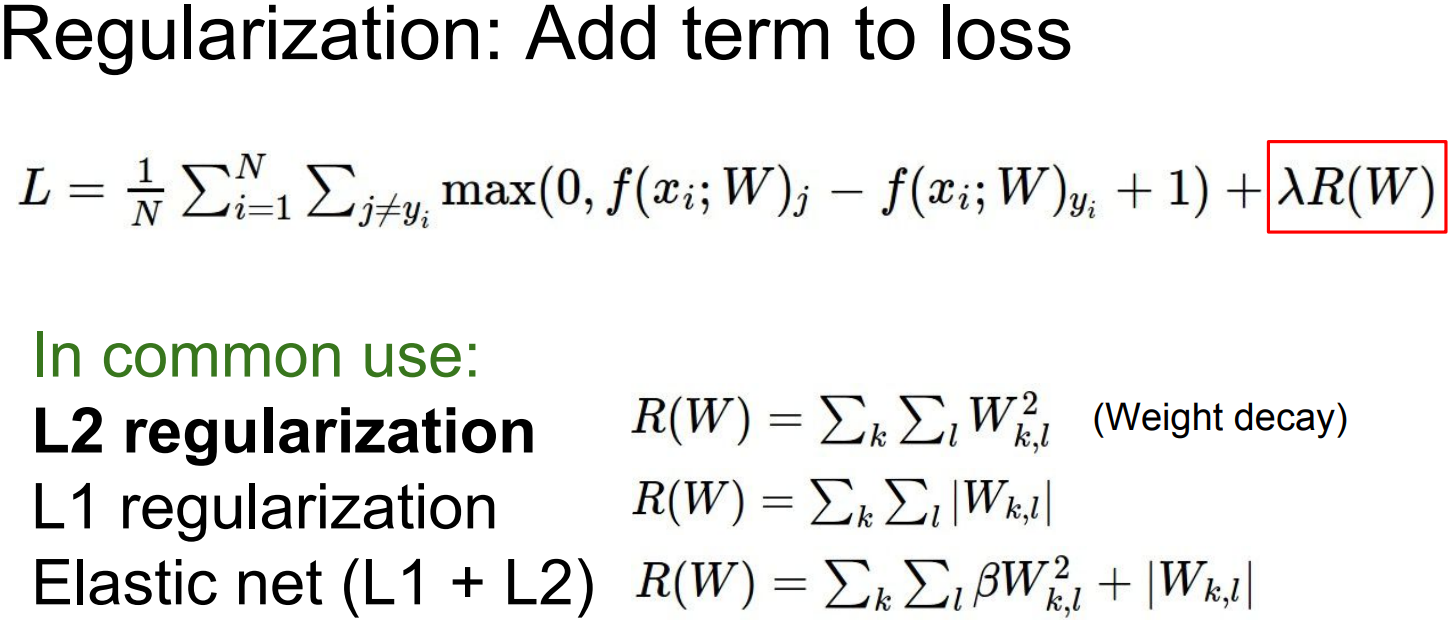 Regularization: Add term to loss
L = \frac{1}{N} \sum_{i=1}^{N} \sum_{j \neq y_i} \max(0, f(x_i; W)_j - f(x_i; W)_{y_i} + 1) + \lambda R(W)
In common use:
L2 regularization R(W) = \sum_k \sum_l W_{k,l}^2 (Weight decay)
L1 regularization R(W) = \sum_k \sum_l |W_{k,l}|
Elastic net (L1 + L2) R(W) = \sum_k \sum_l \beta W_{k,l}^2 + |W_{k,l}|